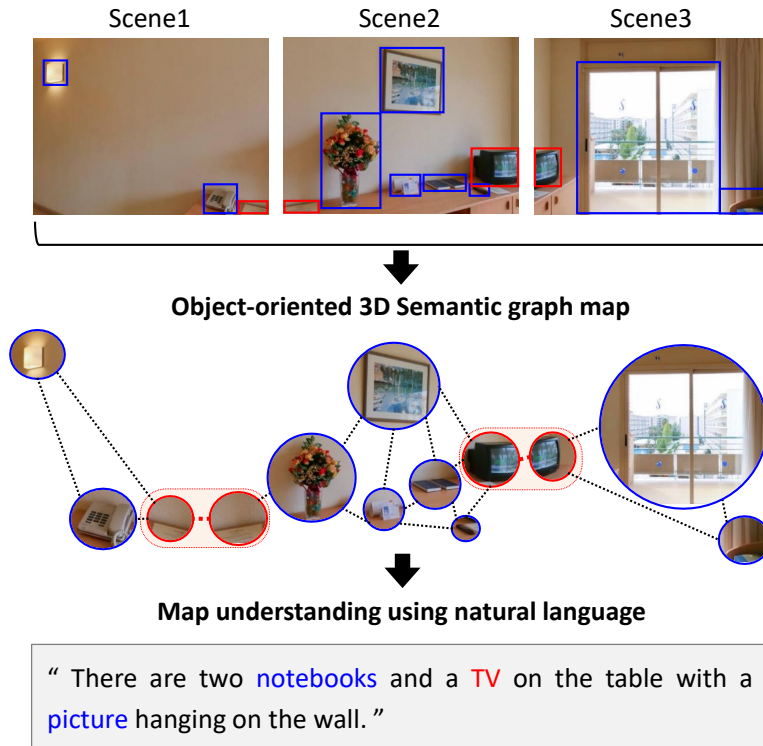 Scene1 Scene2 Scene3
Object-oriented 3D Semantic graph map
Map understanding using natural language
“ There are two notebooks and a TV on the table with a
picture hanging on the wall. ”